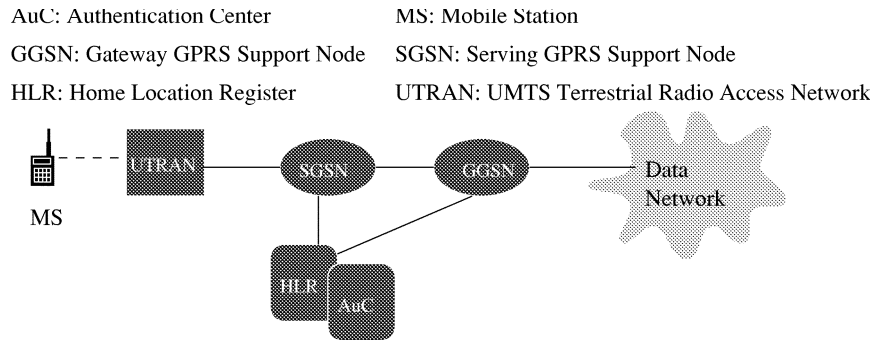 AuC: Authentication Center MS: Mobile Station
GGSN: Gateway GPRS Support Node SGSN: Serving GPRS Support Node
HLR: Home Location Register UTRAN: UMTS Terrestrial Radio Access Network
UTRAN
SGSN
GGSN
Data
Network
MS
HLR
AuC